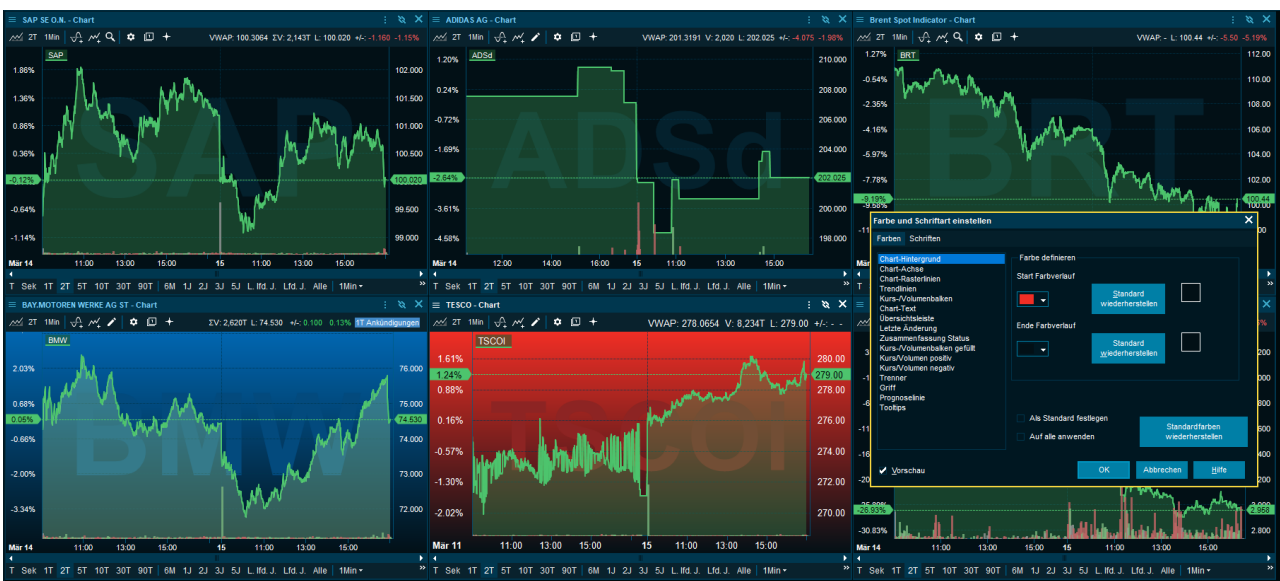 SAP SE O.N. - Chart
2T 1Min VWAP: 100.3064 ΣV: 2,143T L: 100.020 +/-: -1.160 -1.15%
SAP
1.86%
1.36%
0.86%
0.36%
-0.12%
-0.64%
-1.14%
102.000
101.500
101.000
100.500
100.020
99.500
99.000
Mär 14 11:00 13:00 15:00 15 11:00 13:00 15:00
T Sek 1T 2T 5T 10T 30T 90T 6M 1J 2J 3J 5J L. lfd. J. Lfd. J. Alle 1Min
ADIDAS AG - Chart
2T 1Min VWAP: 201.3191 V: 2,020 L: 202.025 +/-: -4.075 -1.98%
ADSd
1.20%
0.24%
-0.72%
-1.69%
-2.64%
-3.61%
-4.58%
210.000
208.000
206.000
204.000
202.025
200.000
198.000
12:00 14:00 16:00 15 11:00 13:00 15:00
T Sek 1T 2T 5T 10T 30T 90T 6M 1J 2J 3J 5J L. lfd. J. Lfd. J. Alle 1Min
Brent Spot Indicator - Chart
2T 1Min VWAP: - L: 100.44 +/-: -5.50 -5.19%
BRT
1.27%
-0.54%
-2.35%
-4.16%
-5.97%
-7.78%
-9.19%
-9.58%
112.00
110.00
108.00
106.00
104.00
102.00
100.44
100.00
BAY.MOTOREN WERKE AG ST - Chart
2T 1Min ΣV: 2,620T L: 74.530 +/-: 0.100 0.13% 1T Ankündigungen
BMW
2.03%
0.68%
0.05%
-0.66%
-2.00%
-3.34%
76.000
75.000
74.530
74.000
73.000
72.000
Mär 14 11:00 13:00 15:00 15 11:00 13:00 15:00
T Sek 1T 2T 5T 10T 30T 90T 6M 1J 2J 3J 5J L. lfd. J. Lfd. J. Alle 1Min
TESCO - Chart
2T 1Min VWAP: 278.0654 V: 8,234T L: 279.00 +/-: - -
TSCOI
1.61%
1.24%
0.88%
0.16%
-0.57%
-1.30%
-2.02%
280.00
279.00
278.00
276.00
274.00
272.00
270.00
Mär 11 11:00 13:00 15:00 15 11:00 13:00 15:00
T Sek 1T 2T 5T 10T 30T 90T 6M 1J 2J 3J 5J L. lfd. J. Lfd. J. Alle 1Min
Farbe und Schriftart einstellen
Farben Schriften
Chart-Hintergrund
Chart-Achse
Chart-Rasterlinien
Trendlinien
Kurs-/Volumenbalken
Chart-Text
Übersichtsleiste
Letzte Änderung
Zusammenfassung Status
Kurs-/Volumenbalken gefüllt
Kurs/Volumen positiv
Kurs/Volumen negativ
Trenner
Griff
Prognoselinie
Tooltips
Farbe definieren
Start Farbverlauf
Standard
wiederherstellen
Ende Farbverlauf
Standard
wiederherstellen
Als Standard festlegen
Auf alle anwenden
Standardfarben
wiederherstellen
Vorschau
OK Abbrechen Hilfe
-26.93%
-30.83%
2.958
2.800
Mär 14 11:00 13:00 15:00 15 11:00 13:00 15:00
T Sek 1T 2T 5T 10T 30T 90T 6M 1J 2J 3J 5J L. lfd. J. Lfd. J. Alle 1Min